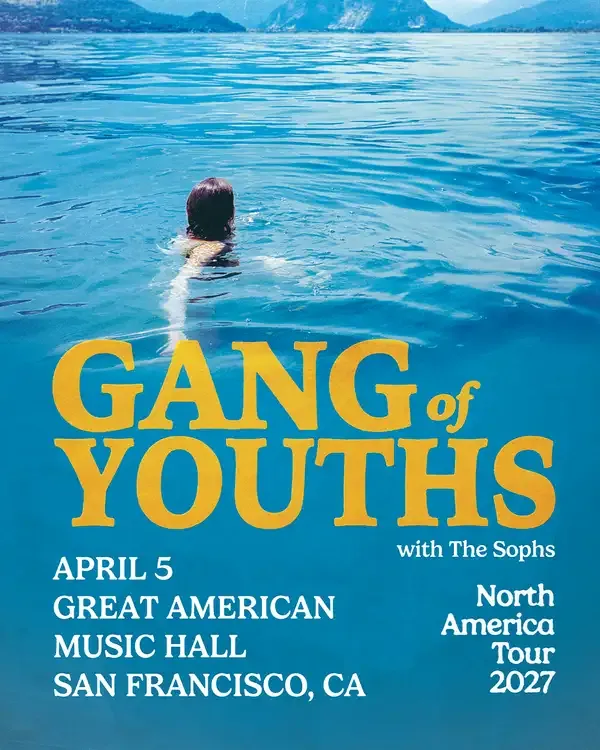 GANG of
YOUTHS
with The Sophs
APRIL 5
GREAT AMERICAN
MUSIC HALL
SAN FRANCISCO, CA
North
America
Tour
2027